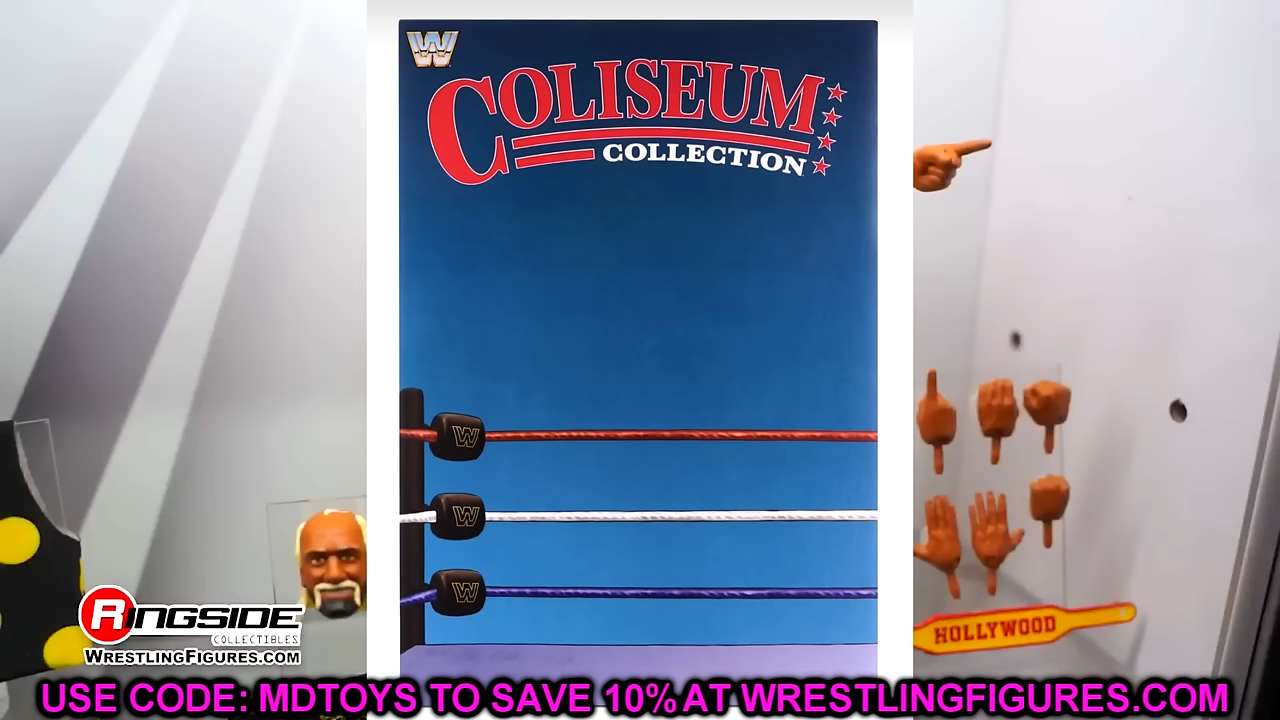 W
COLISEUM
COLLECTION
W
W
W
HOLLYWOOD
RINGSIDE
COLLECTIBLES
WRESTLINGFIGURES.COM
USE CODE: MDTOYS TO SAVE 10% AT WRESTLINGFIGURES.COM